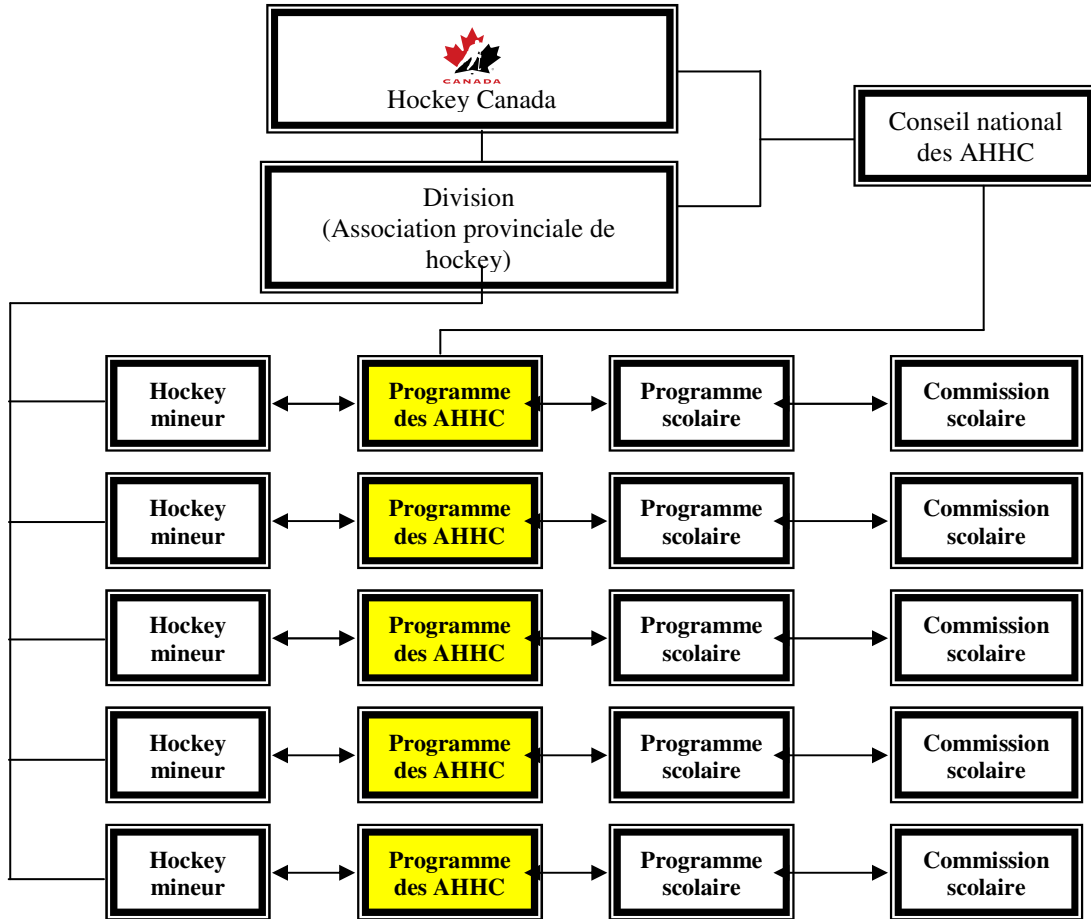 CANADA
Hockey Canada
Conseil national
des AHHC
Division
(Association provinciale de
hockey)
Hockey
mineur
Programme
des AHHC
Programme
scolaire
Commission
scolaire
Hockey
mineur
Programme
des AHHC
Programme
scolaire
Commission
scolaire
Hockey
mineur
Programme
des AHHC
Programme
scolaire
Commission
scolaire
Hockey
mineur
Programme
des AHHC
Programme
scolaire
Commission
scolaire
Hockey
mineur
Programme
des AHHC
Programme
scolaire
Commission
scolaire